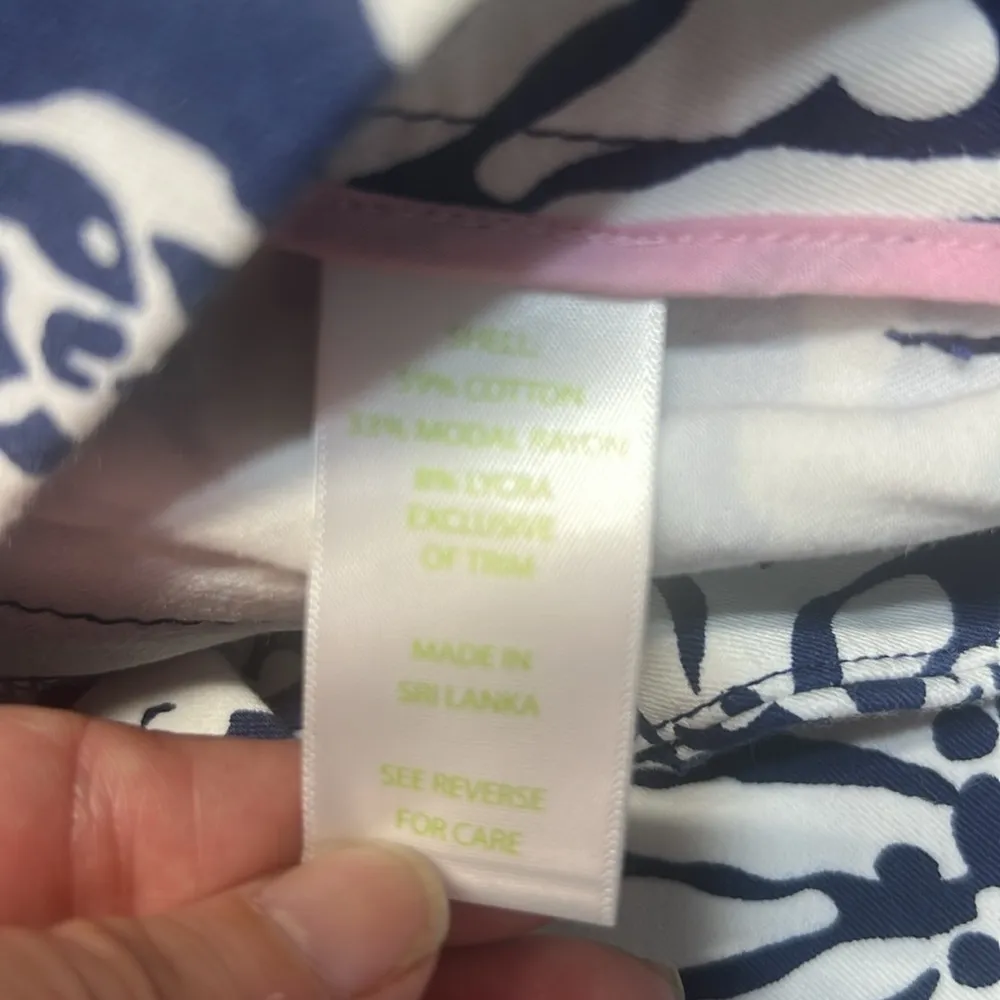 SHELL
59% COTTON
33% MODAL RAYON
8% LYCRA
EXCLUSIVE
OF TRIM
MADE IN
SRI LANKA
SEE REVERSE
FOR CARE